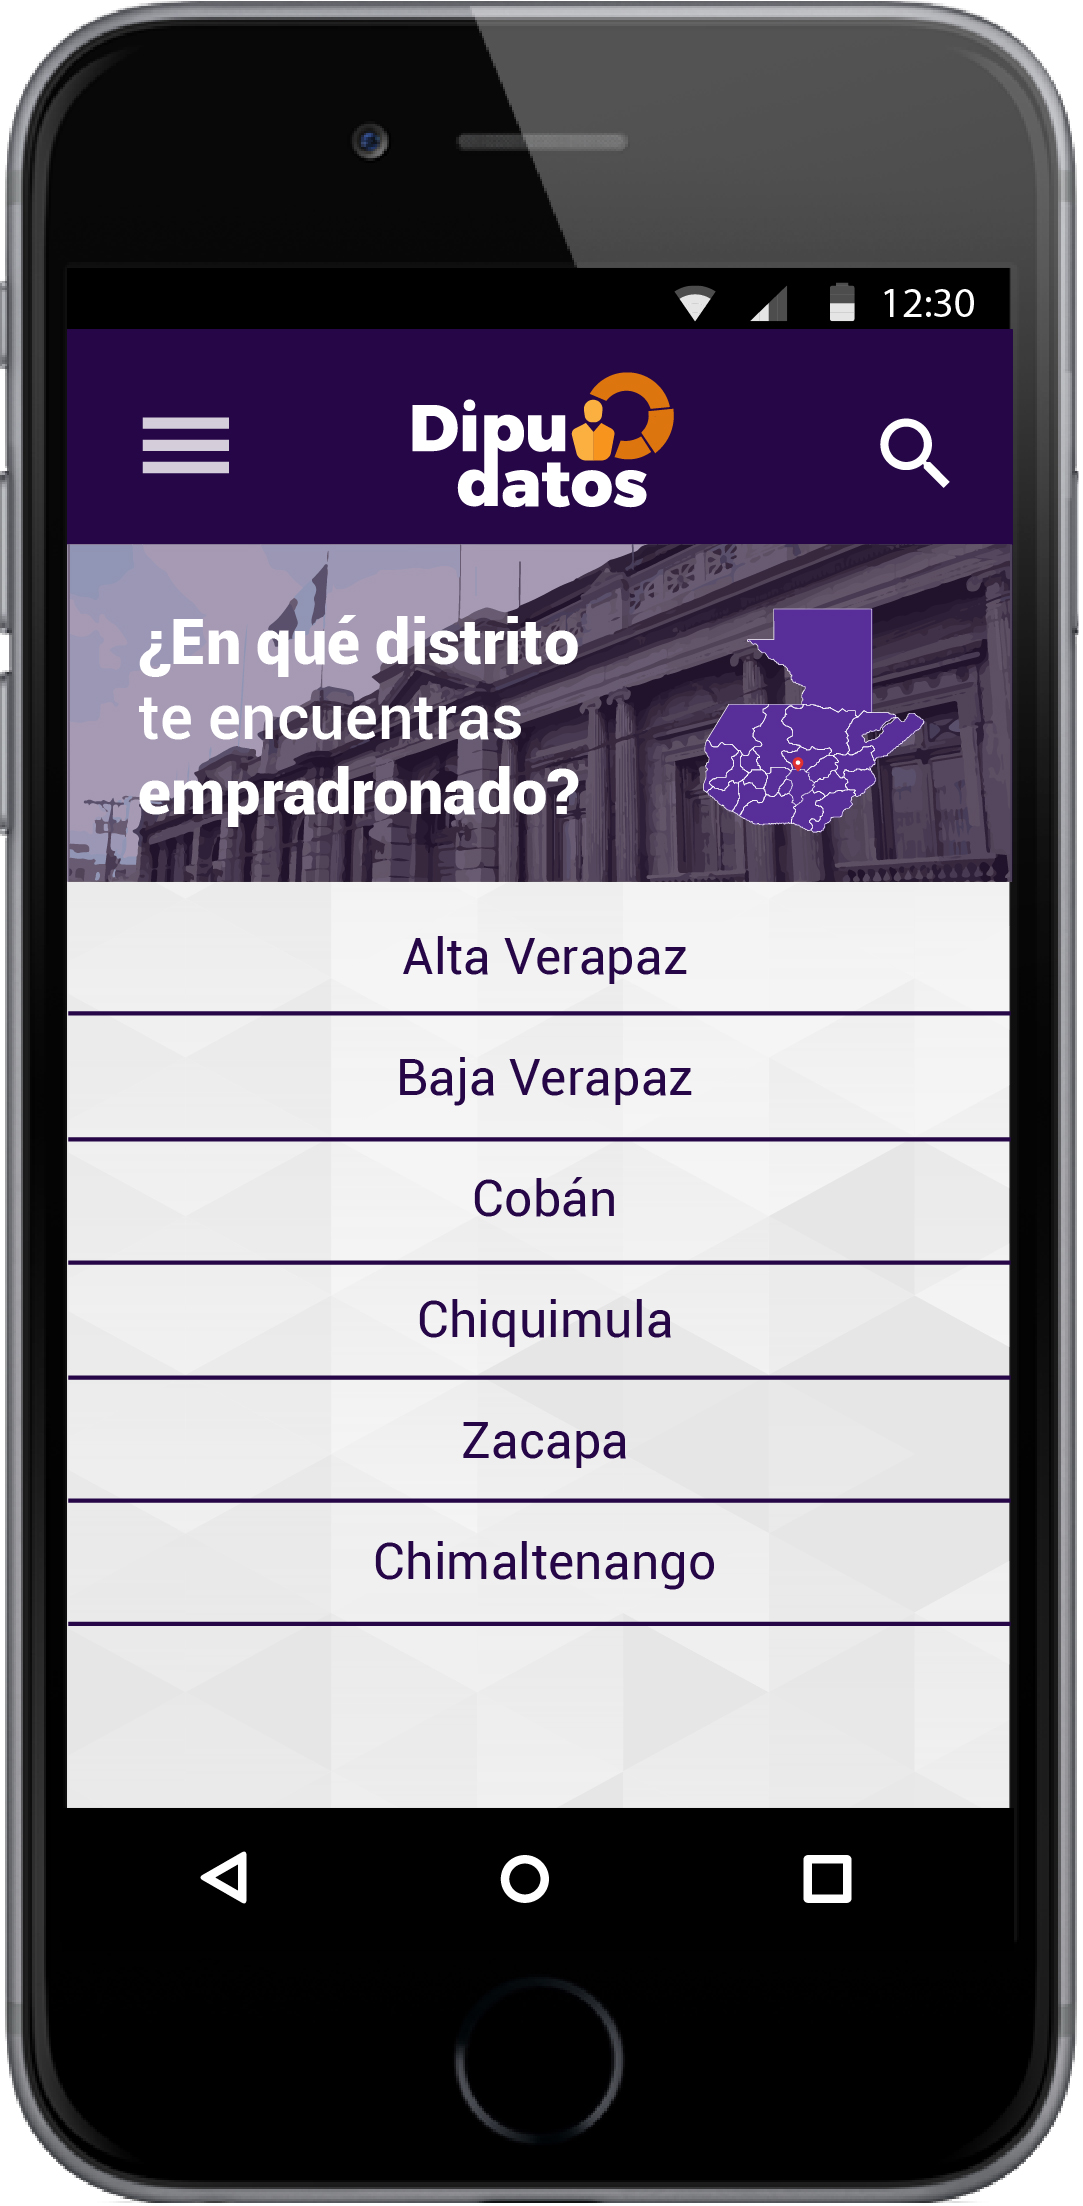 12:30
Dipu
datos
¿En qué distrito
te encuentras
empradronado?
Alta Verapaz
Baja Verapaz
Cobán
Chiquimula
Zacapa
Chimaltenango